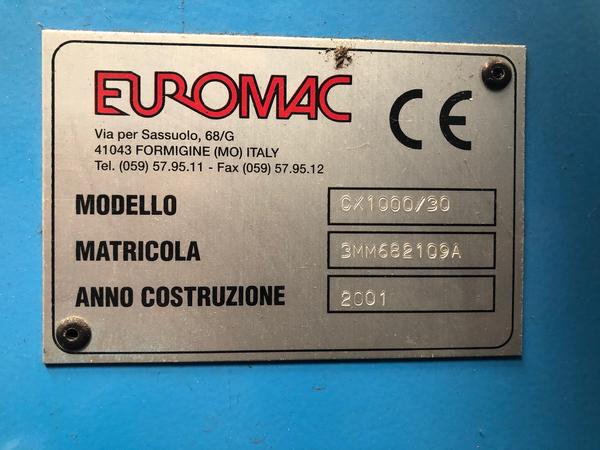 EUROMAC
CE
Via per Sassuolo, 68/G
41043 FORMIGINE (MO) ITALY
Tel. (059) 57.95.11 - Fax (059) 57.95.12
MODELLO CX1000/30
MATRICOLA 3MM682109A
ANNO COSTRUZIONE 2001